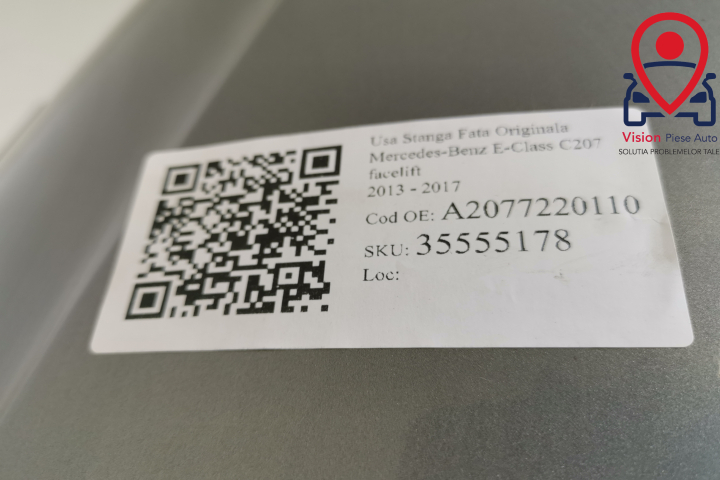 Vision Piese Auto
SOLUTIA PROBLEMELOR TALE
Usa Stanga Fata Originala
Mercedes-Benz E-Class C207
facelift
2013 - 2017
Cod OE: A2077220110
SKU: 35555178
Loc: